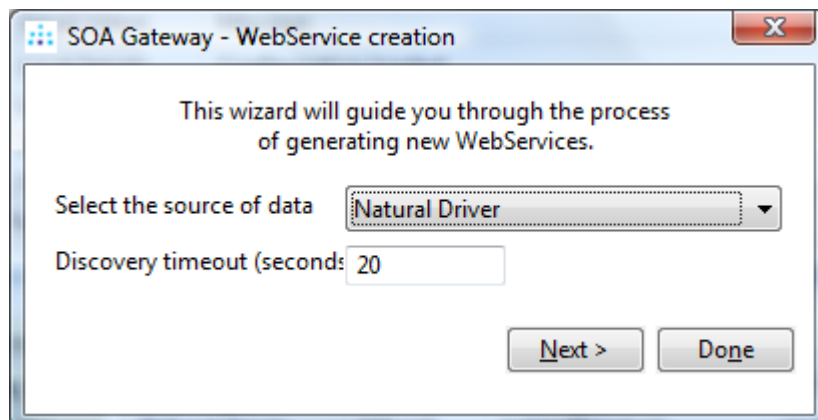 SOA Gateway - WebService creation
This wizard will guide you through the process
of generating new WebServices.
Select the source of data Natural Driver
Discovery timeout (seconds 20
Next > Done